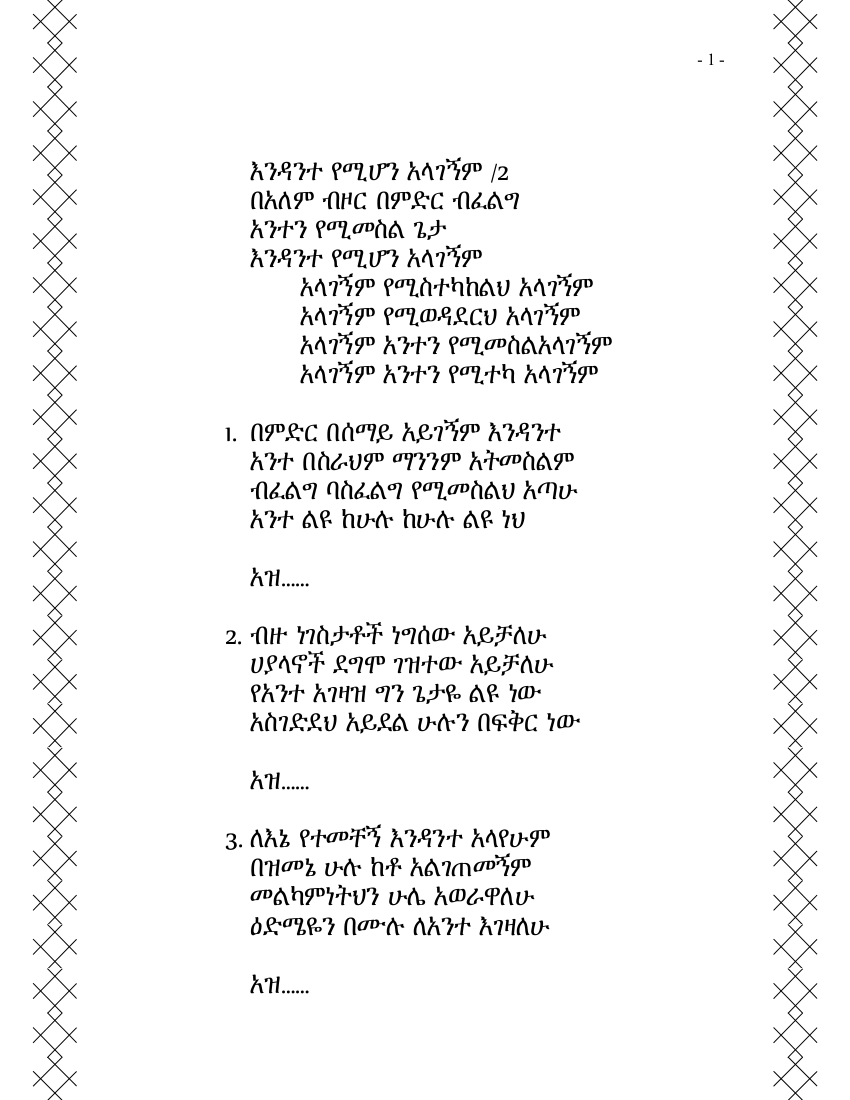 - 1 -
እንዳንተ የሚሆን አላገኝም /2
በአለም ብዞር በምድር ብፈልግ
አንተን የሚመስል ጌታ
እንዳንተ የሚሆን አላገኝም
አላገኝም የሚስተካከልህ አላገኝም
አላገኝም የሚወዳደርህ አላገኝም
አላገኝም አንተን የሚመስልአላገኝም
አላገኝም አንተን የሚተካ አላገኝም
1. በምድር በሰማይ አይገኝም እንዳንተ
አንተ በስራህም ማንንም አትመስልም
ብፈልግ ባስፈልግ የሚመስልህ አጣሁ
አንተ ልዩ ከሁሉ ከሁሉ ልዩ ነህ
አዝ......
2. ብዙ ነገስታቶች ነግሰው አይቻለሁ
ሀያላኖች ደግሞ ገዝተው አይቻለሁ
የአንተ አገዛዝ ግን ጌታዬ ልዩ ነው
አስገድደህ አይደል ሁሉን በፍቅር ነው
አዝ......
3. ለእኔ የተመቸኝ እንዳንተ አላየሁም
በዝመኔ ሁሉ ከቶ አልገጠመኝም
መልካምነትህን ሁሌ አወራዋለሁ
ዕድሜዬን በሙሉ ለአንተ እገዛለሁ
አዝ......